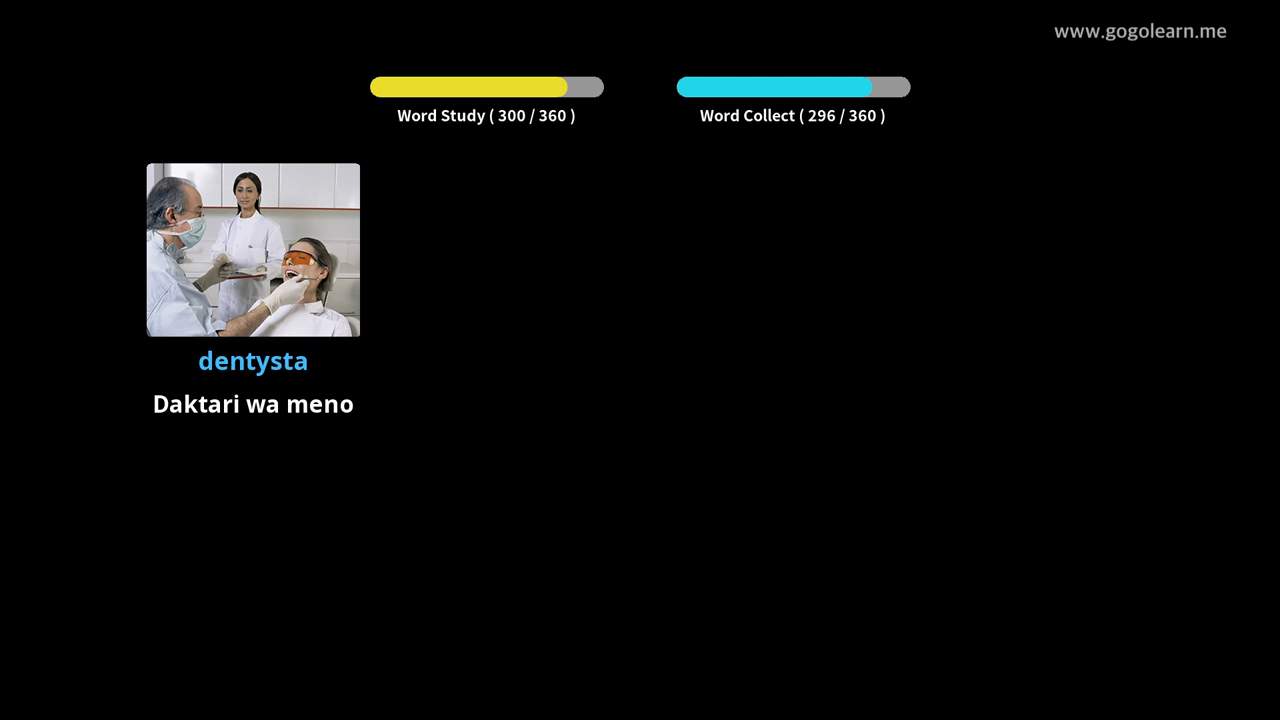 www.gogolearn.me
Word Study ( 300 / 360 )
Word Collect ( 296 / 360 )
dentysta
Daktari wa meno